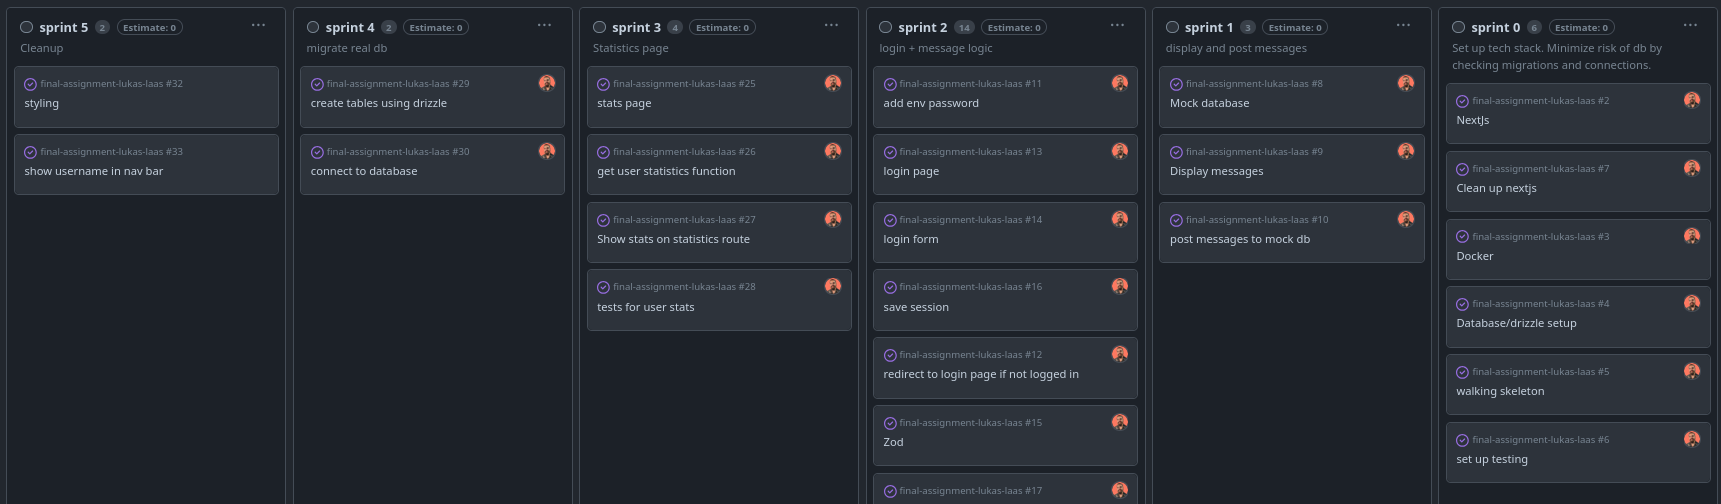 sprint 5 2 Estimate: 0
Cleanup
final-assignment-lukas-laas #32
styling
final-assignment-lukas-laas #33
show username in nav bar
sprint 4 2 Estimate: 0
migrate real db
final-assignment-lukas-laas #29
create tables using drizzle
final-assignment-lukas-laas #30
connect to database
sprint 3 4 Estimate: 0
Statistics page
final-assignment-lukas-laas #25
stats page
final-assignment-lukas-laas #26
get user statistics function
final-assignment-lukas-laas #27
Show stats on statistics route
final-assignment-lukas-laas #28
tests for user stats
sprint 2 14 Estimate: 0
login + message logic
final-assignment-lukas-laas #11
add env password
final-assignment-lukas-laas #13
login page
final-assignment-lukas-laas #14
login form
final-assignment-lukas-laas #16
save session
final-assignment-lukas-laas #12
redirect to login page if not logged in
final-assignment-lukas-laas #15
Zod
final-assignment-lukas-laas #17
sprint 1 3 Estimate: 0
display and post messages
final-assignment-lukas-laas #8
Mock database
final-assignment-lukas-laas #9
Display messages
final-assignment-lukas-laas #10
post messages to mock db
sprint 0 6 Estimate: 0
Set up tech stack. Minimize risk of db by
checking migrations and connections.
final-assignment-lukas-laas #2
NextJs
final-assignment-lukas-laas #7
Clean up nextjs
final-assignment-lukas-laas #3
Docker
final-assignment-lukas-laas #4
Database/drizzle setup
final-assignment-lukas-laas #5
walking skeleton
final-assignment-lukas-laas #6
set up testing